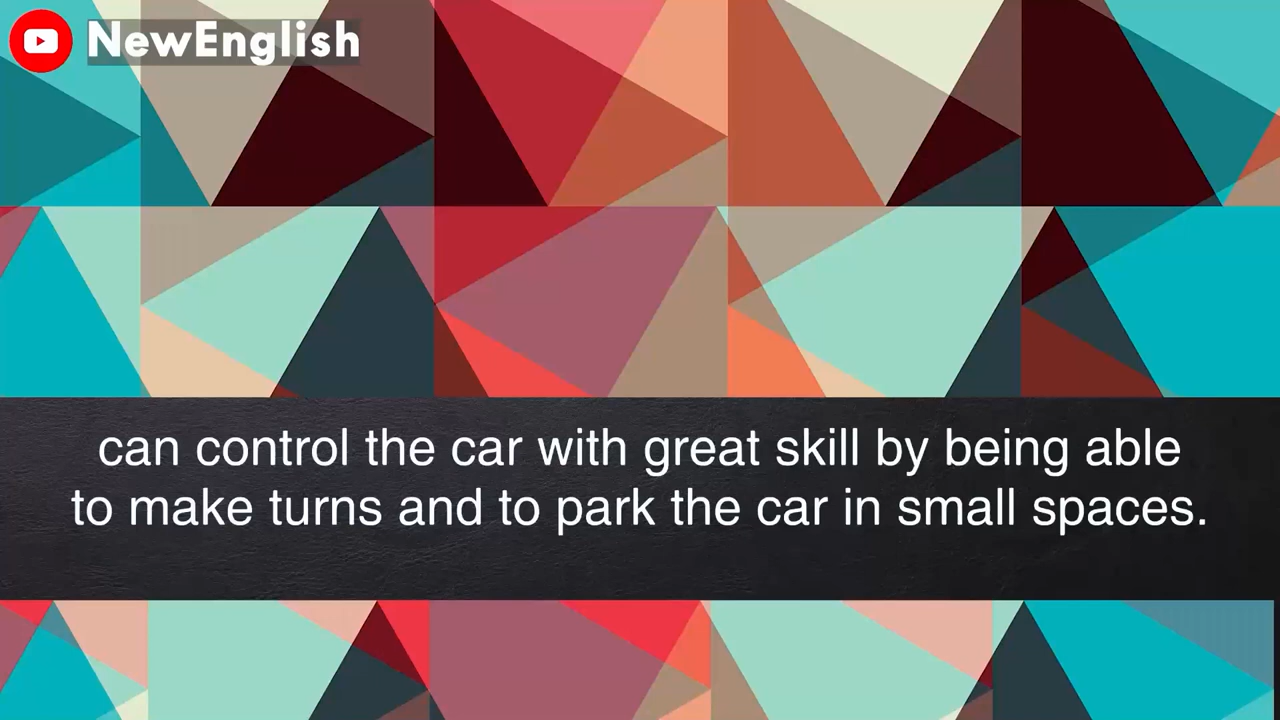 NewEnglish
can control the car with great skill by being able
to make turns and to park the car in small spaces.